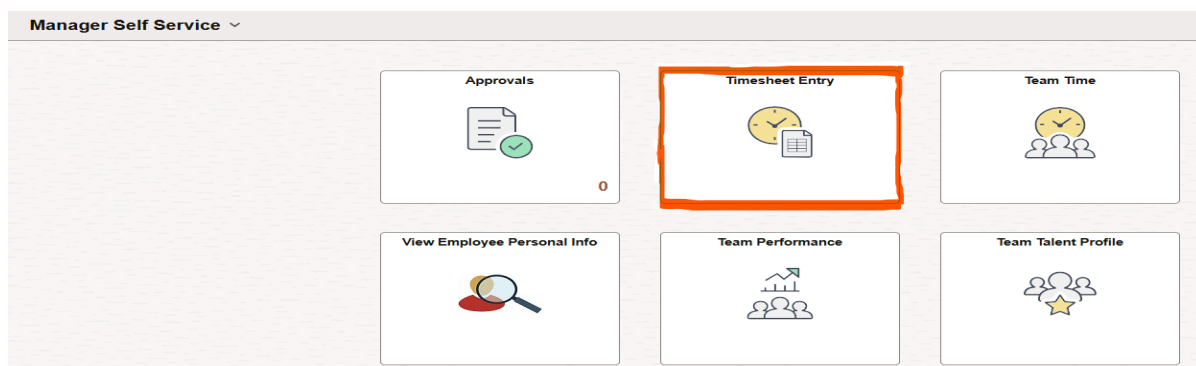 Manager Self Service
Approvals
Timesheet Entry
Team Time
0
View Employee Personal Info
Team Performance
Team Talent Profile